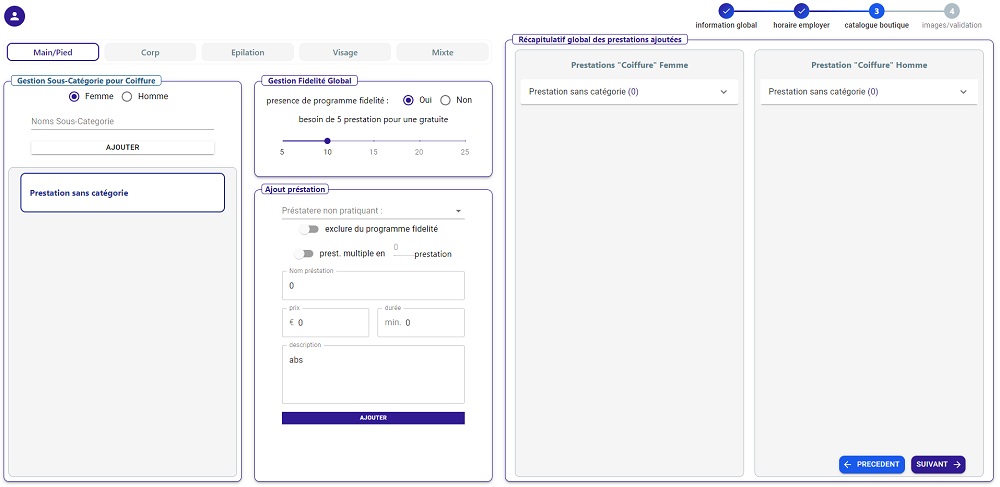 3
4
information global
horaire employer
catalogue boutique
images/validation
Main/Pied
Corp
Epilation
Visage
Mixte
Gestion Sous-Catégorie pour Coiffure
Femme
Homme
Noms Sous-Categorie
AJOUTER
Prestation sans catégorie
Gestion Fidelité Global
presence de programme fidelité :
Oui
Non
besoin de 5 prestation pour une gratuite
5
10
15
20
25
Ajout préstation
Préstatere non pratiquant :
exclure du programme fidelité
prest. multiple en
0
prestation
Nom préstation
0
prix
€ 0
durée
min. 0
description
abs
AJOUTER
Récapitulatif global des prestations ajoutées
Prestations "Coiffure" Femme
Prestation sans catégorie (0)
Prestation "Coiffure" Homme
Prestation sans catégorie (0)
PRECEDENT
SUIVANT